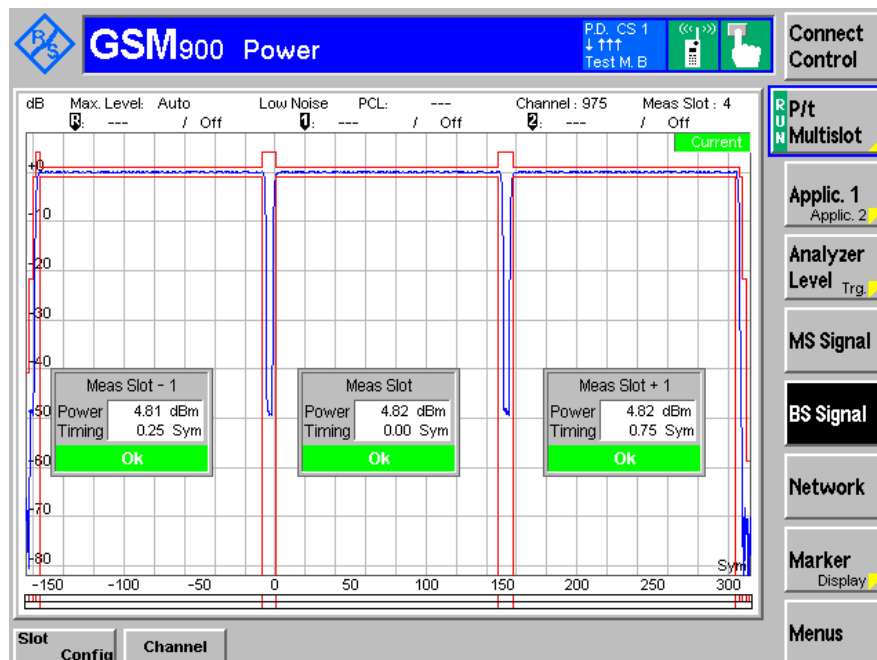 R&S
GSM900 Power
P.D. CS 1
↓ ↑↑↑
Test M. B
Connect Control
dB Max. Level: Auto Low Noise PCL: --- Channel : 975 Meas Slot : 4
R: --- / Off 1: --- / Off 2: --- / Off
Current
RUN
P/t Multislot
Applic. 1
Applic. 2
Analyzer Level Trg.
MS Signal
BS Signal
Network
Marker
Display
Menus
+0
-10
-20
-30
-40
-50
-60
-70
-80
Meas Slot - 1
Power 4.81 dBm
Timing 0.25 Sym
Ok
Meas Slot
Power 4.82 dBm
Timing 0.00 Sym
Ok
Meas Slot + 1
Power 4.82 dBm
Timing 0.75 Sym
Ok
Sym
-150 -100 -50 0 50 100 150 200 250 300
Slot Config
Channel